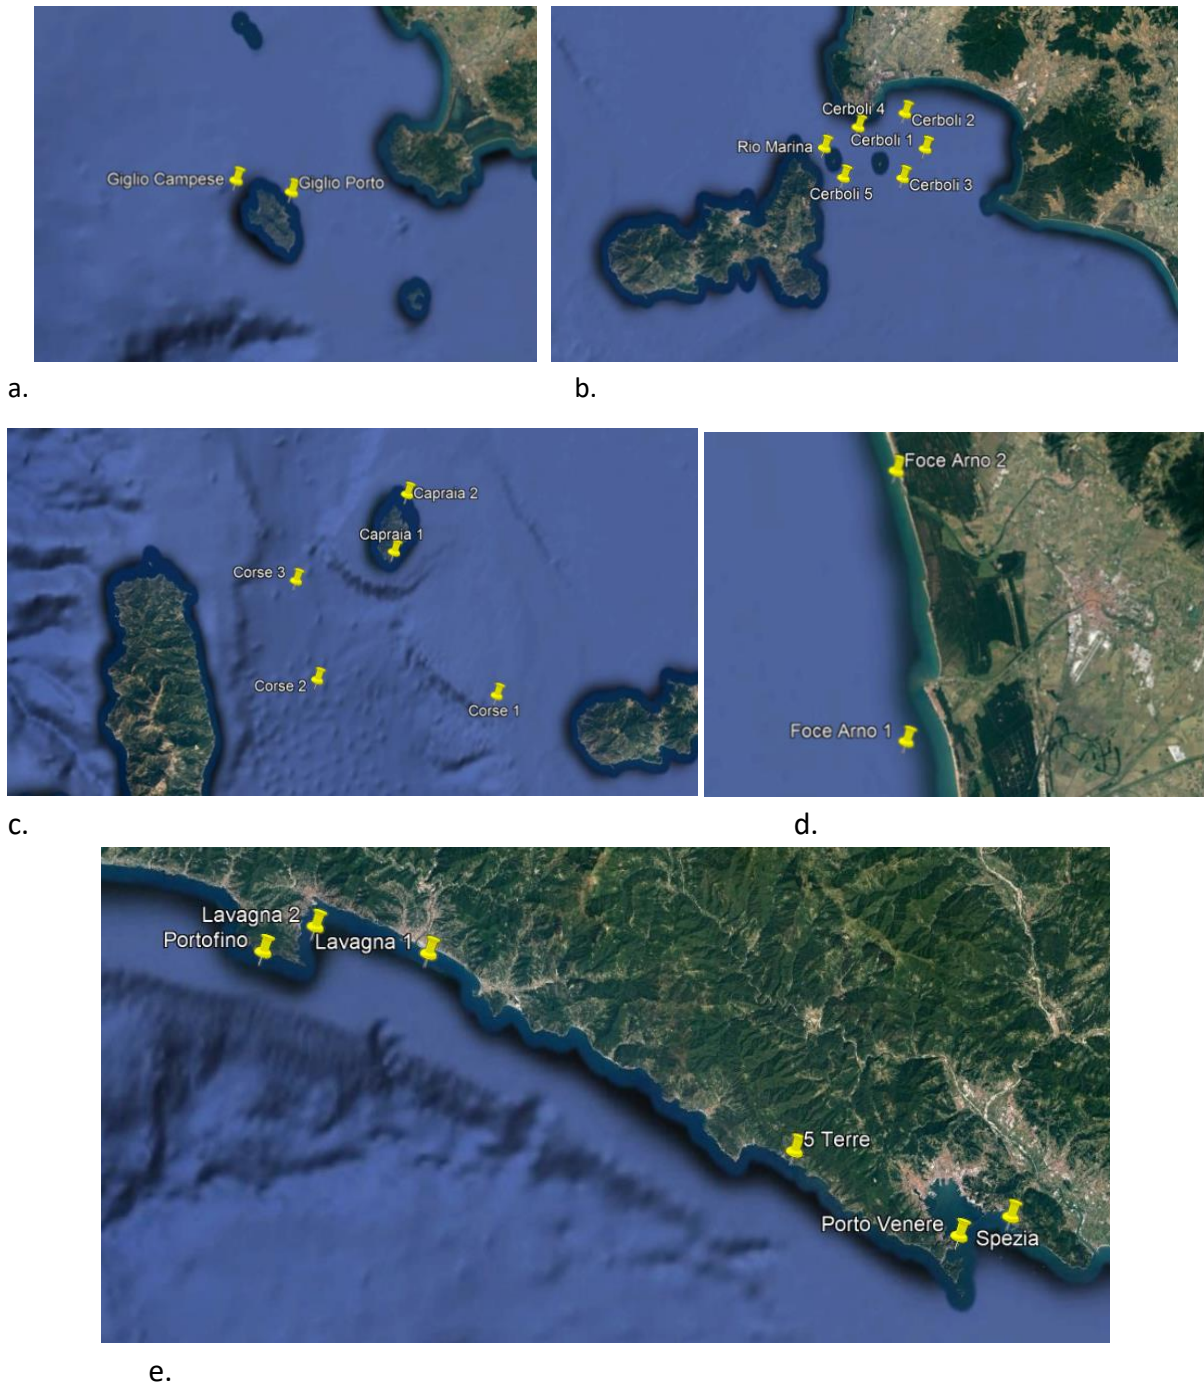 Giglio Campese
Giglio Porto
a.
Cerboli 4
Cerboli 2
Rio Marina
Cerboli 1
Cerboli 5
Cerboli 3
b.
Capraia 2
Capraia 1
Corse 3
Corse 2
Corse 1
c.
Foce Arno 2
Foce Arno 1
d.
Lavagna 2
Portofino
Lavagna 1
5 Terre
Porto Venere
Spezia
e.